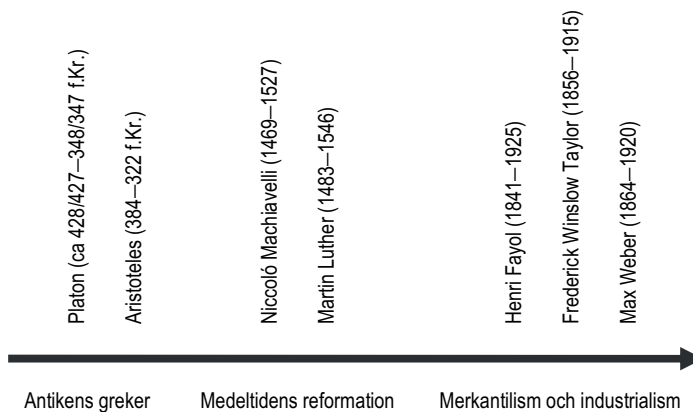 Platon (ca 428/427–348/347 f.Kr.)
Aristoteles (384–322 f.Kr.)
Niccoló Machiavelli (1469–1527)
Martin Luther (1483–1546)
Henri Fayol (1841–1925)
Frederick Winslow Taylor (1856–1915)
Max Weber (1864–1920)
Antikens greker
Medeltidens reformation
Merkantilism och industrialism